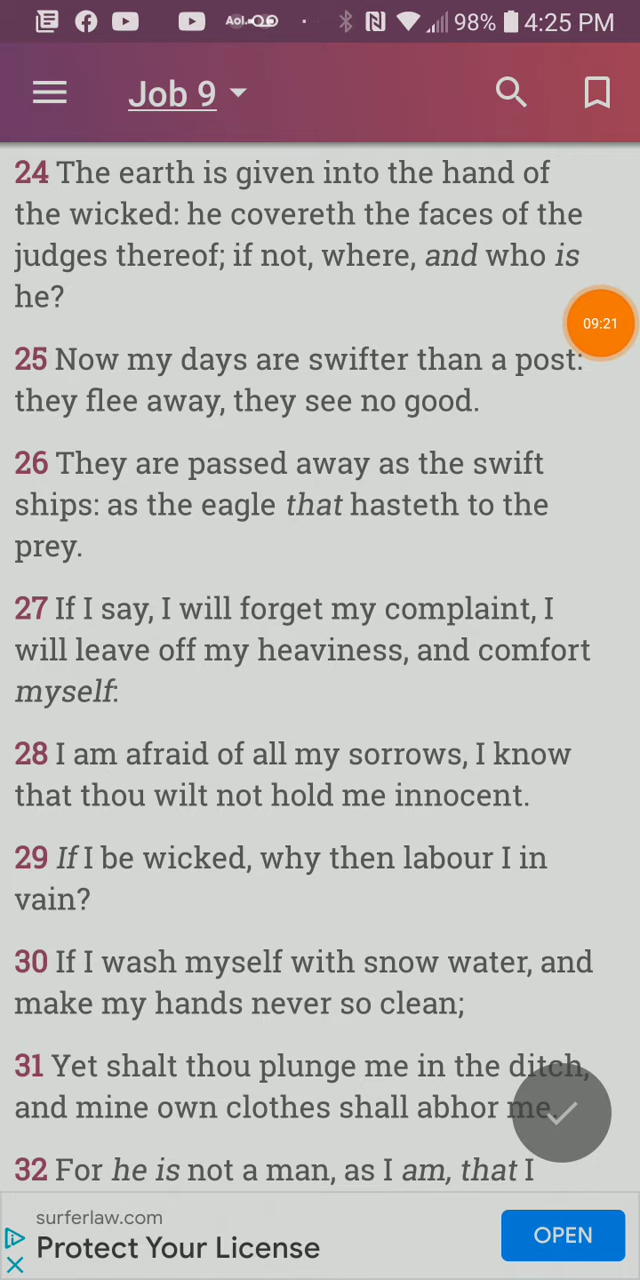 Aol. 98% 4:25 PM
Job 9
24 The earth is given into the hand of
the wicked: he covereth the faces of the
judges thereof; if not, where, and who is
he?
09:21
25 Now my days are swifter than a post:
they flee away, they see no good.
26 They are passed away as the swift
ships: as the eagle that hasteth to the
prey.
27 If I say, I will forget my complaint, I
will leave off my heaviness, and comfort
myself:
28 I am afraid of all my sorrows, I know
that thou wilt not hold me innocent.
29 If I be wicked, why then labour I in
vain?
30 If I wash myself with snow water, and
make my hands never so clean;
31 Yet shalt thou plunge me in the ditch,
and mine own clothes shall abhor me.
32 For he is not a man, as I am, that I
surferlaw.com
Protect Your License
OPEN